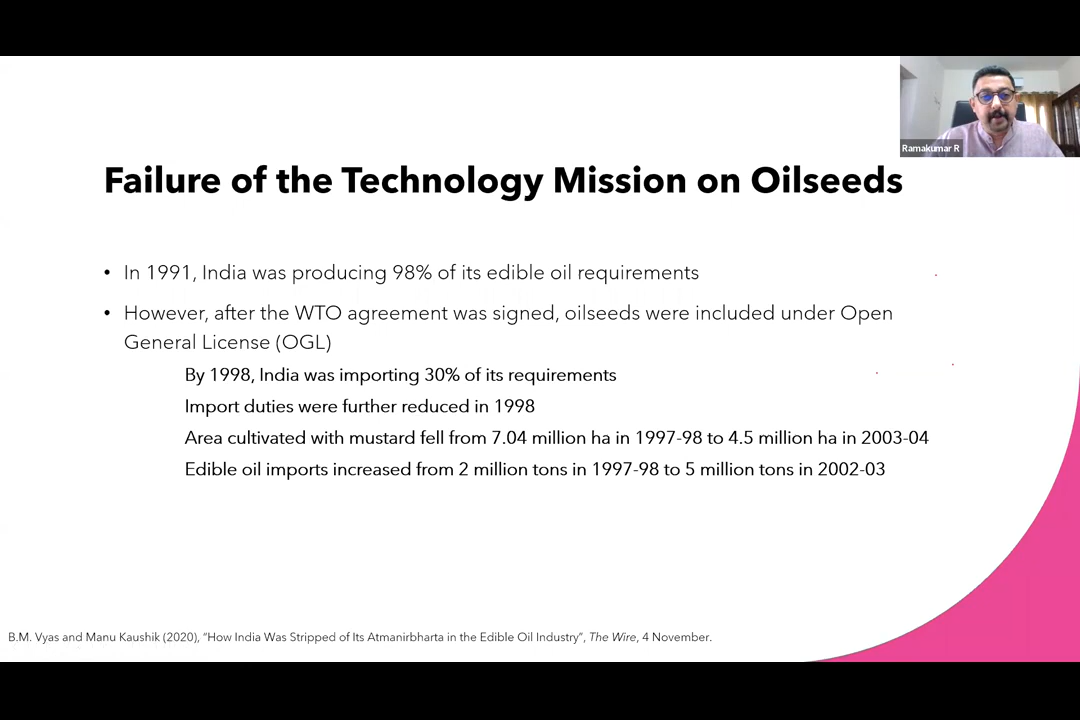 Ramakumar R
Failure of the Technology Mission on Oilseeds
• In 1991, India was producing 98% of its edible oil requirements
• However, after the WTO agreement was signed, oilseeds were included under Open
General License (OGL)
By 1998, India was importing 30% of its requirements
Import duties were further reduced in 1998
Area cultivated with mustard fell from 7.04 million ha in 1997-98 to 4.5 million ha in 2003-04
Edible oil imports increased from 2 million tons in 1997-98 to 5 million tons in 2002-03
B.M. Vyas and Manu Kaushik (2020), “How India Was Stripped of Its Atmanirbharta in the Edible Oil Industry”, The Wire, 4 November.